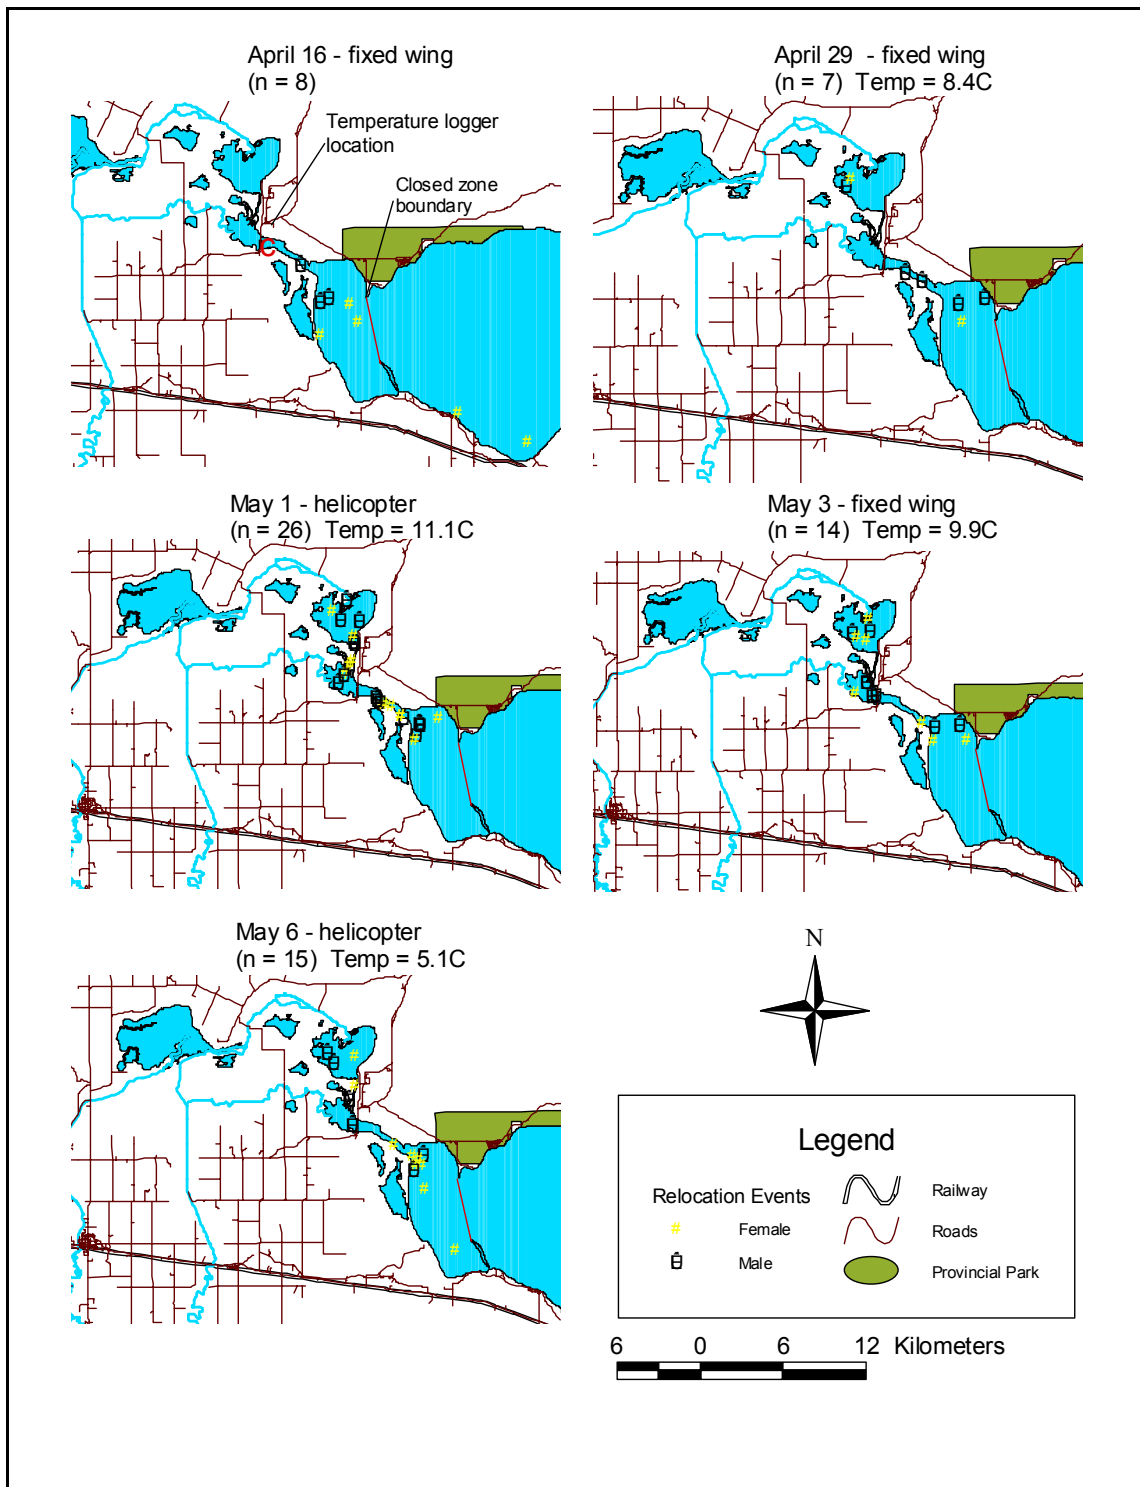 April 16 - fixed wing
(n = 8)
April 29 - fixed wing
(n = 7) Temp = 8.4C
Temperature logger
location
Closed zone
boundary
C
May 1 - helicopter
(n = 26) Temp = 11.1C
May 3 - fixed wing
(n = 14) Temp = 9.9C
May 6 - helicopter
(n = 15) Temp = 5.1C
N
Legend
Relocation Events
# Female
Male
Railway
Roads
Provincial Park
6 0 6 12 Kilometers